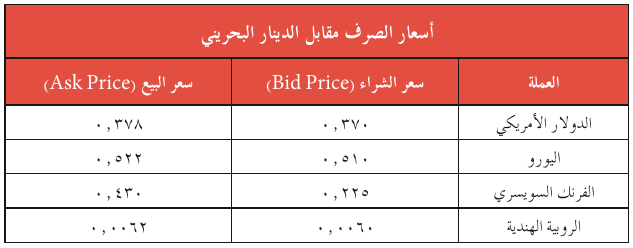 أسعار الصرف مقابل الدينار البحريني
العملة سعر الشراء (Bid Price) سعر البيع (Ask Price)
الدولار الأمريكي ٠,٣٧٠ ٠,٣٧٨
اليورو ٠,٥١٠ ٠,٥٢٢
الفرنك السويسري ٠,٢٢٥ ٠,٤٣٠
الروبية الهندية ٠,٠٠٦٠ ٠,٠٠٦٢